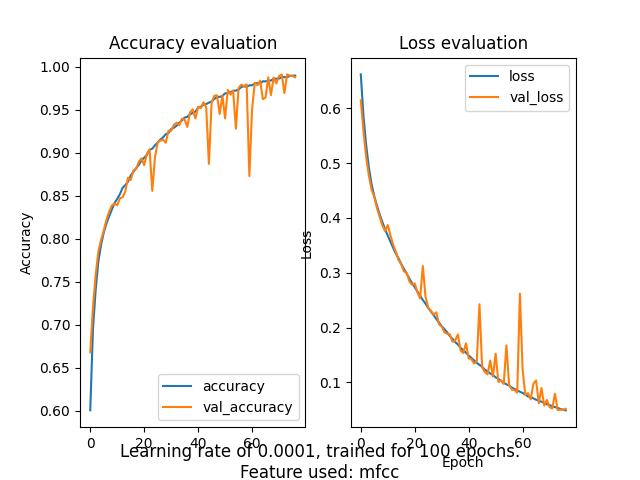 Accuracy evaluation
Accuracy
1.00
0.95
0.90
0.85
0.80
0.75
0.70
0.65
0.60
0
20
40
60
accuracy
val_accuracy
Loss evaluation
Loss
0.6
0.5
0.4
0.3
0.2
0.1
0
20
40
60
Epoch
loss
val_loss
Learning rate of 0.0001, trained for 100 epochs.
Feature used: mfcc